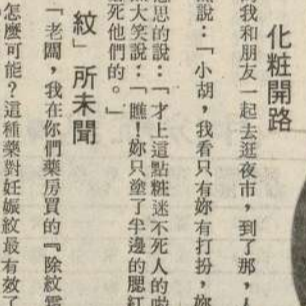 化粧開路
我和朋友一起去逛夜市，到了那，
說：「小胡，我看只有妳有打扮，
思的說：「才上這點粧迷不死人的
大笑說：「瞧！妳只塗了半邊的腮紅
死他們的。」
紋」所未聞
「老闆，我在你們藥房買的『除紋
怎麼可能？這種藥對妊娠紋最有效了